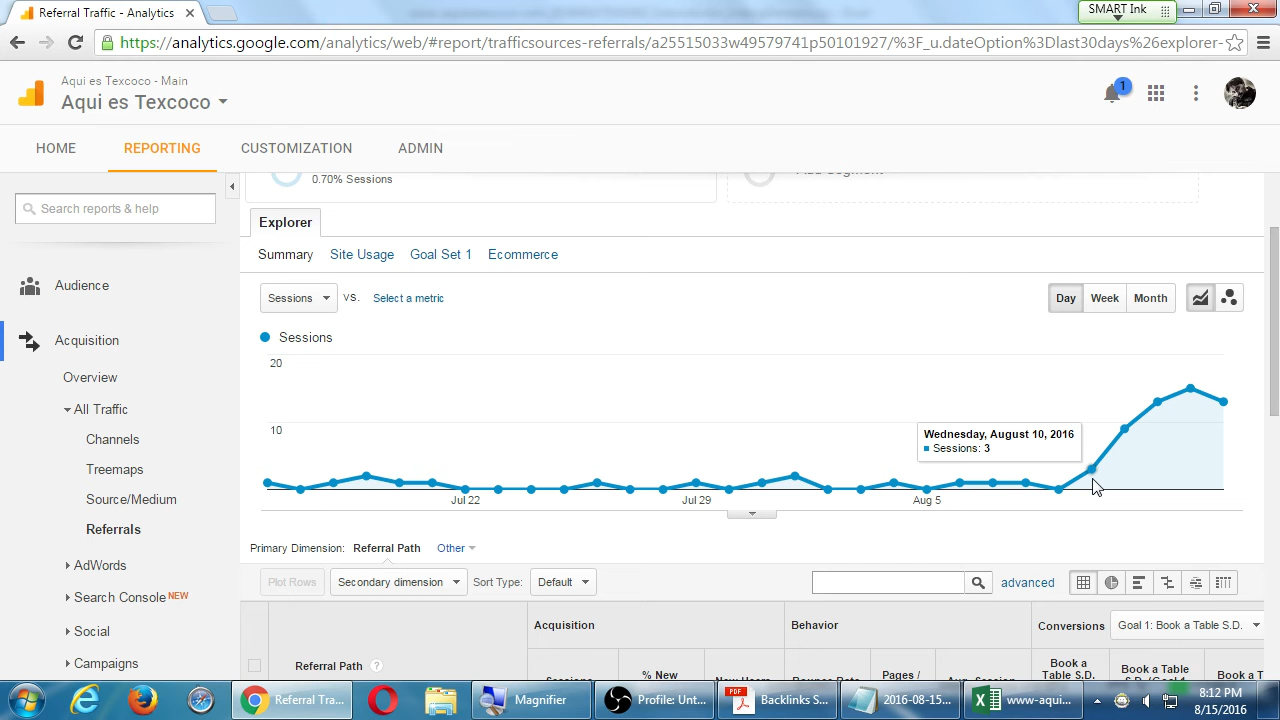 Referral Traffic - Analytics
SMART Ink
https://analytics.google.com/analytics/web/#report/trafficsources-referrals/a25515033w49579741p50101927/%3F_u.dateOption%3Dlast30days%26explorer-
Aqui es Texcoco - Main
Aqui es Texcoco
1
HOME REPORTING CUSTOMIZATION ADMIN
0.70% Sessions
Search reports & help
Explorer
Summary Site Usage Goal Set 1 Ecommerce
Audience
Sessions VS. Select a metric
Day Week Month
Acquisition
Sessions
20
Overview
All Traffic
10
Wednesday, August 10, 2016
Sessions: 3
Channels
Treemaps
Source/Medium
Jul 22 Jul 29 Aug 5
Referrals
Primary Dimension: Referral Path Other
AdWords
Plot Rows Secondary dimension Sort Type: Default advanced
Search Console NEW
Social
Acquisition Behavior Conversions Goal 1: Book a Table S.D.
Campaigns
Referral Path ?
% New
Pages /
Book a
Table S.D.
Book a Table
Referral Tra...
Magnifier
Profile: Unt...
Backlinks S...
2016-08-15...
www-aqui...
8:12 PM
8/15/2016